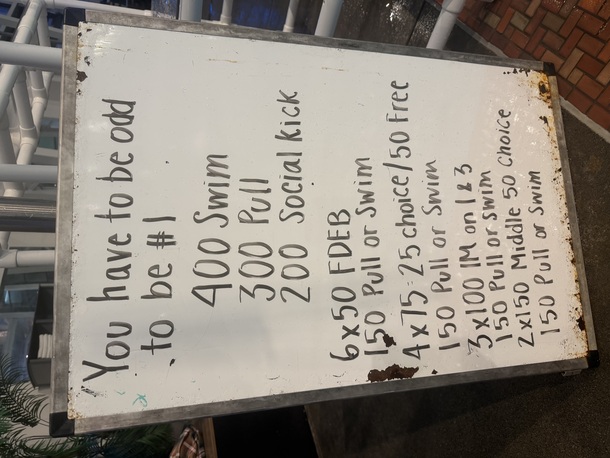 You have to be odd
to be #1
400 Swim
300 Pull
200 Social Kick
6x50 FDEB
150 Pull or Swim
4x75=25 choice/50 Free
150 Pull or Swim
3x100 IM on 1 & 3
150 Pull or Swim
2x150 Middle 50 Choice
150 Pull or Swim